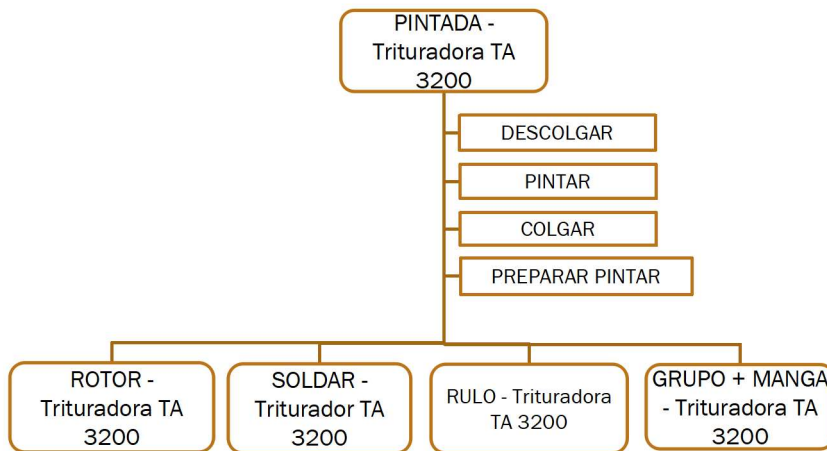 PINTADA -
Trituradora TA
3200
DESCOLGAR
PINTAR
COLGAR
PREPARAR PINTAR
ROTOR -
Trituradora TA
3200
SOLDAR -
Triturador TA
3200
RULO - Trituradora
TA 3200
GRUPO + MANGA
- Trituradora TA
3200